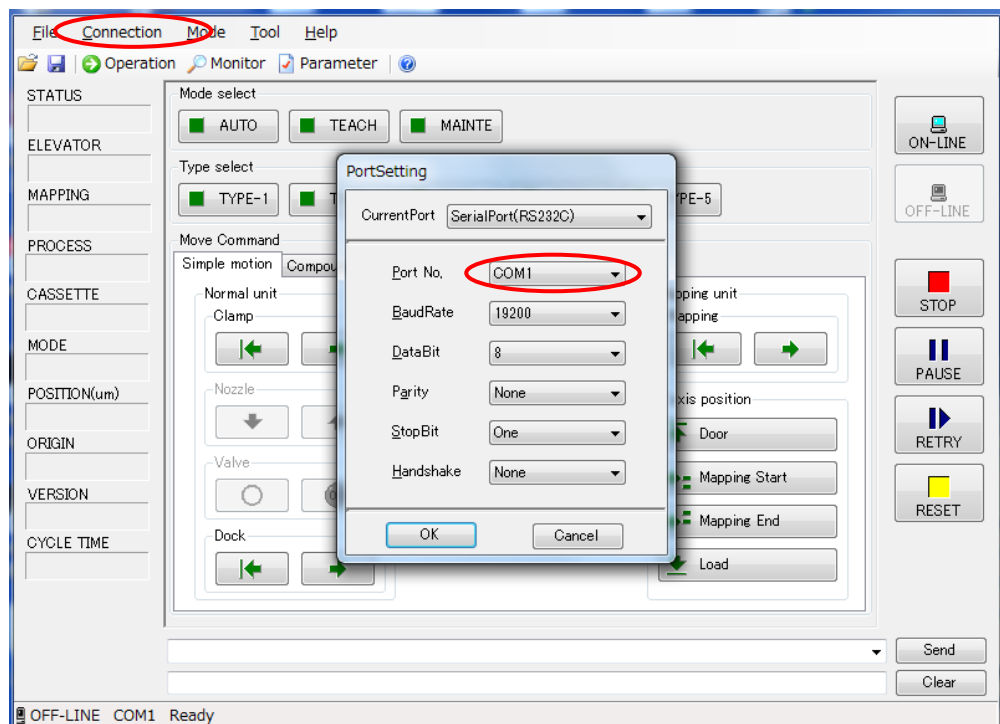 File Connection Mode Tool Help
Operation Monitor Parameter
STATUS
ELEVATOR
MAPPING
PROCESS
CASSETTE
MODE
POSITION(um)
ORIGIN
VERSION
CYCLE TIME
Mode select
AUTO TEACH MAINTE
Type select
TYPE-1 T PE-5
Move Command
Simple motion Compou
Normal unit
Clamp
Nozzle
Valve
Dock
PortSetting
CurrentPort SerialPort(RS232C)
Port No. COM1
BaudRate 19200
DataBit 8
Parity None
StopBit One
Handshake None
OK Cancel
pping unit
apping
xis position
Door
Mapping Start
Mapping End
Load
ON-LINE
OFF-LINE
STOP
PAUSE
RETRY
RESET
Send
Clear
OFF-LINE COM1 Ready